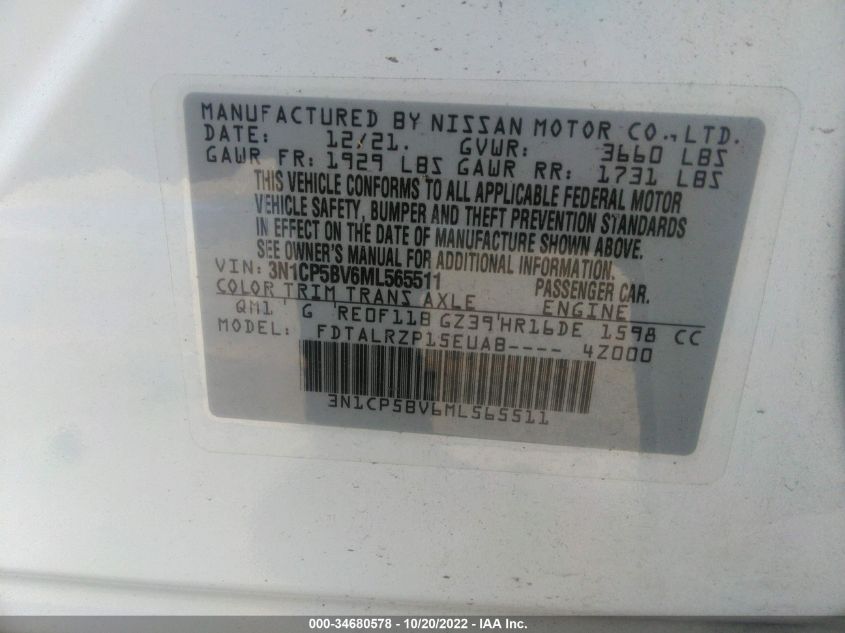 MANUFACTURED BY NISSAN MOTOR CO., LTD.
DATE: 12/21. GVWR: 3660 LBS
GAWR FR: 1929 LBS GAWR RR: 1731 LBS
THIS VEHICLE CONFORMS TO ALL APPLICABLE FEDERAL MOTOR
VEHICLE SAFETY, BUMPER AND THEFT PREVENTION STANDARDS
IN EFFECT ON THE DATE OF MANUFACTURE SHOWN ABOVE.
SEE OWNER'S MANUAL FOR ADDITIONAL INFORMATION.
VIN: 3N1CP5BV6ML565511 PASSENGER CAR.
COLOR TRIM TRANS AXLE ENGINE
QM1 G RE0F11B GZ39 HR16DE 1598 CC
MODEL: FDTALRZP15EUAB---- 4Z000
3N1CP5BV6ML565511
000-34680578 - 10/20/2022 - IAA Inc.